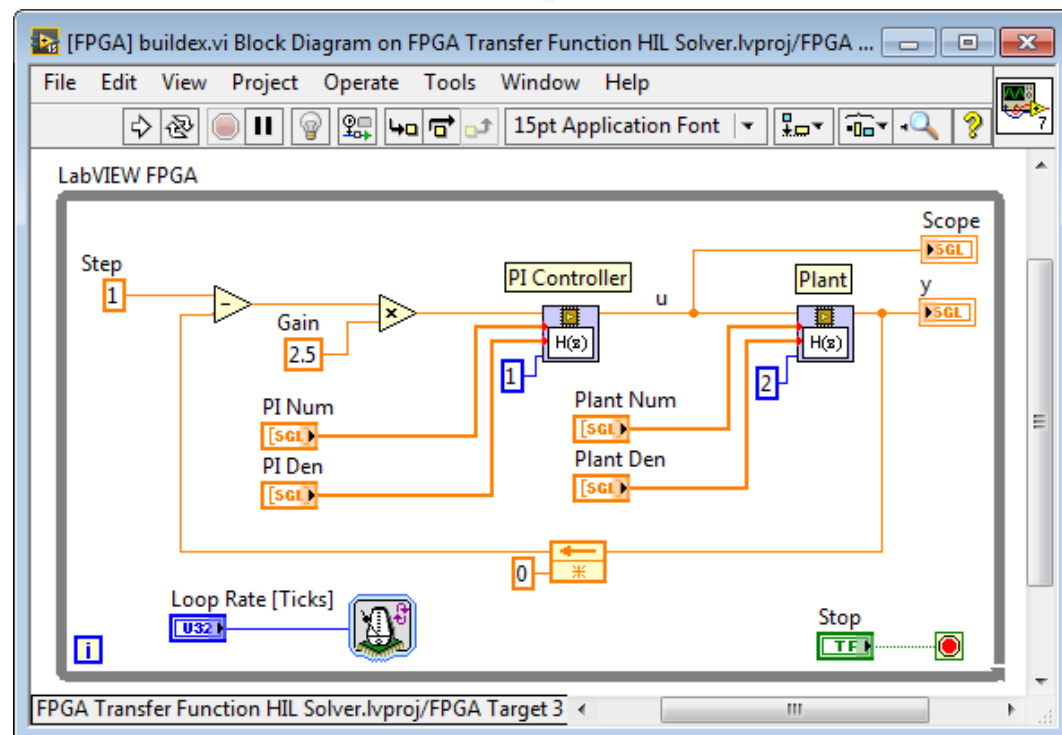 [FPGA] buildex.vi Block Diagram on FPGA Transfer Function HIL Solver.lvproj/FPGA ...
File Edit View Project Operate Tools Window Help
15pt Application Font
7
LabVIEW FPGA
Scope
SGL
Step
1
PI Controller
u
Plant
y
SGL
Gain
2.5
H(z)
H(z)
1
2
PI Num
[SGL]
Plant Num
[SGL]
PI Den
[SGL]
Plant Den
[SGL]
0
Loop Rate [Ticks]
U32
Stop
TF
i
FPGA Transfer Function HIL Solver.lvproj/FPGA Target 3